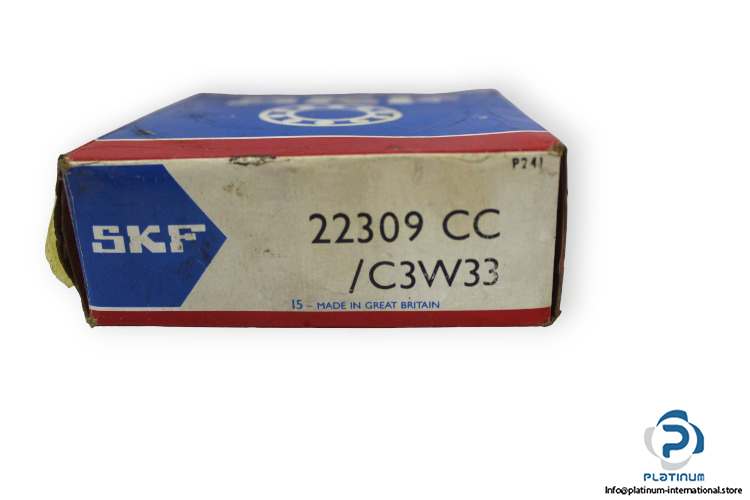 P241
SKF
22309 CC
/C3W33
15 - MADE IN GREAT BRITAIN
PLATINUM
Info@platinum-international.store